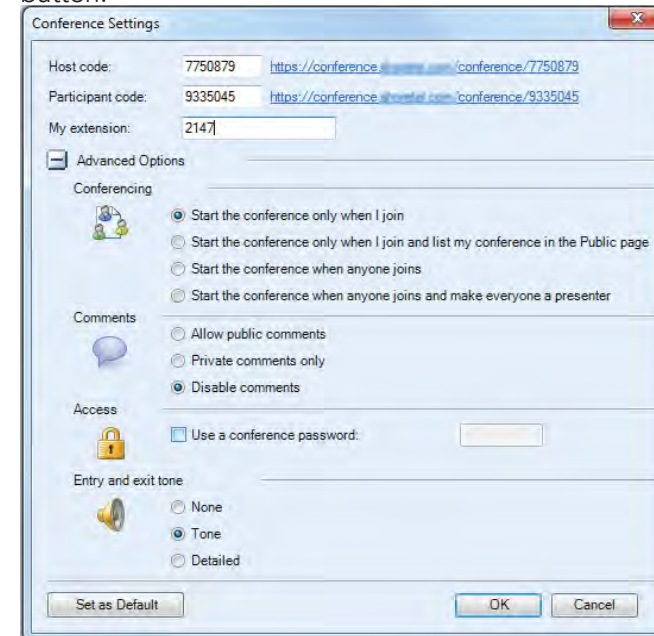 button.
Conference Settings
Host code: 7750879 https://conference. /conference/7750879
Participant code: 9335045 https://conference. /conference/9335045
My extension: 2147
Advanced Options
Conferencing
Start the conference only when I join
Start the conference only when I join and list my conference in the Public page
Start the conference when anyone joins
Start the conference when anyone joins and make everyone a presenter
Comments
Allow public comments
Private comments only
Disable comments
Access
Use a conference password:
Entry and exit tone
None
Tone
Detailed
Set as Default OK Cancel